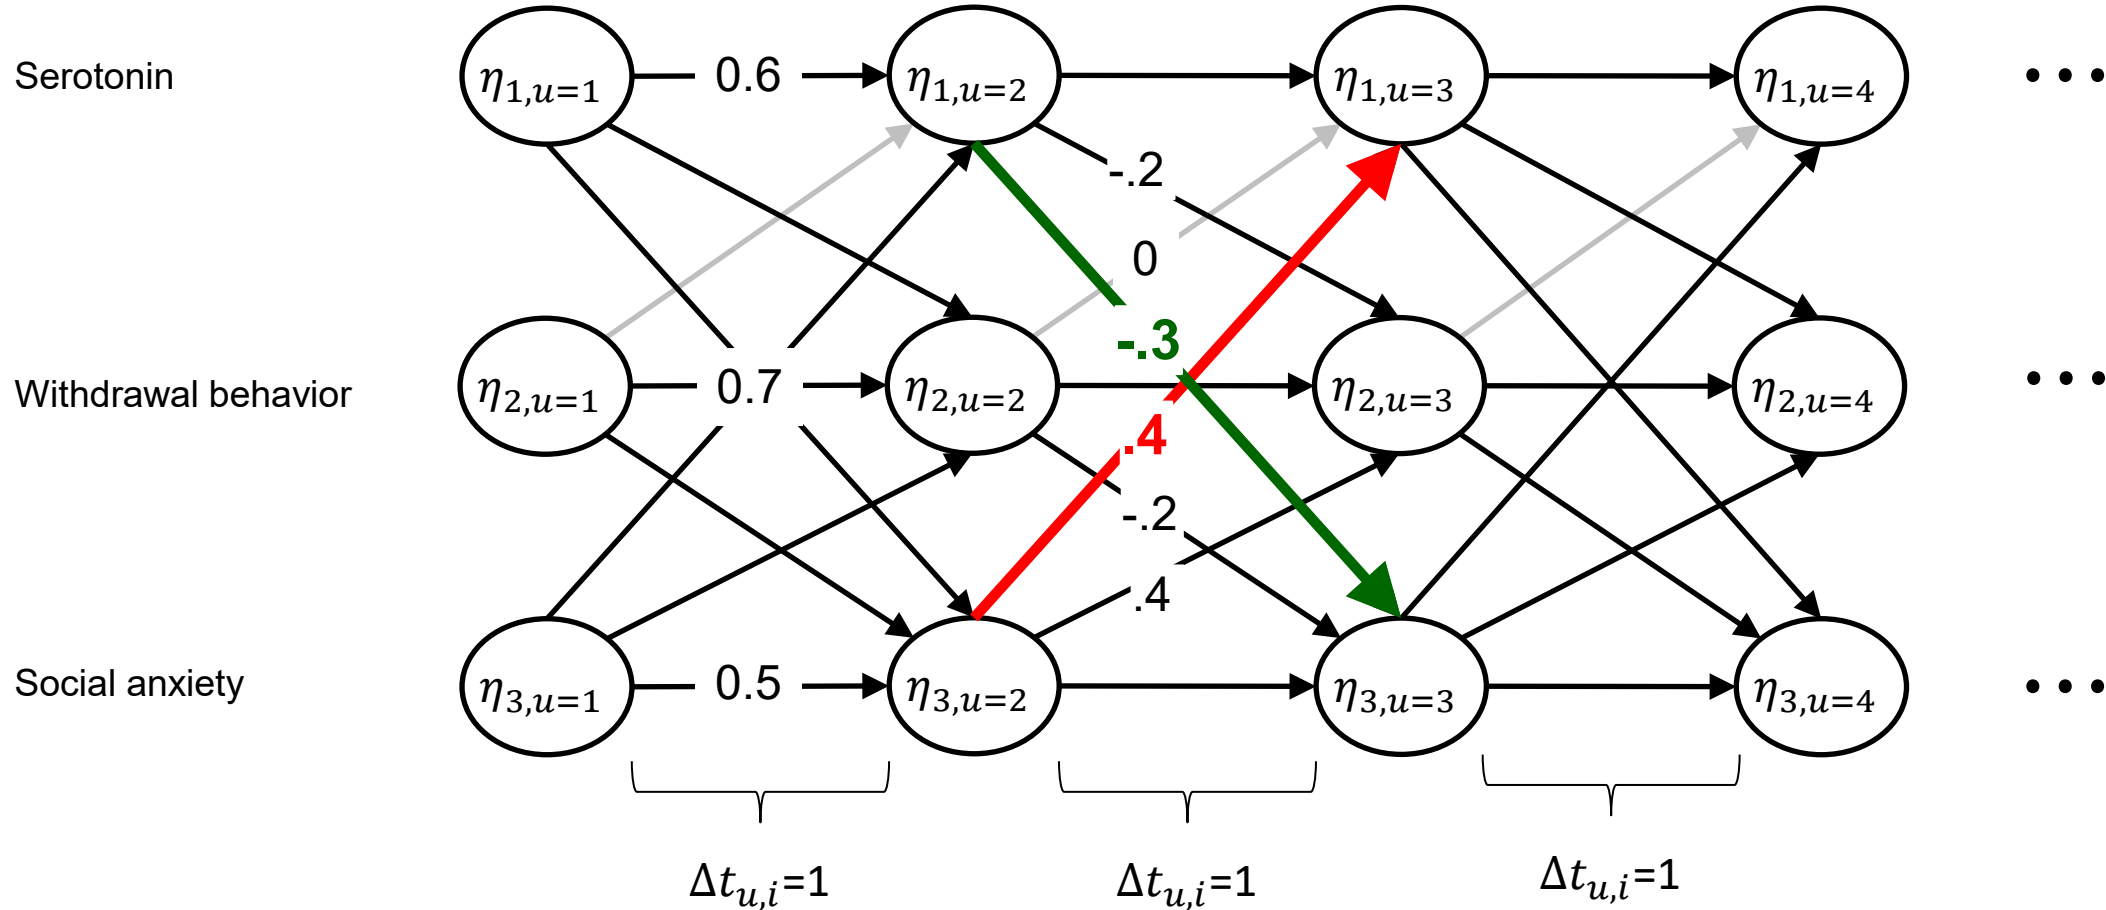 Serotonin
η1,u=1 0.6 η1,u=2 η1,u=3 η1,u=4 • • •
-.2
0
-.3
Withdrawal behavior
η2,u=1 0.7 η2,u=2 η2,u=3 η2,u=4 • • •
.4
-.2
.4
Social anxiety
η3,u=1 0.5 η3,u=2 η3,u=3 η3,u=4 • • •
Δtu,i=1 Δtu,i=1 Δtu,i=1